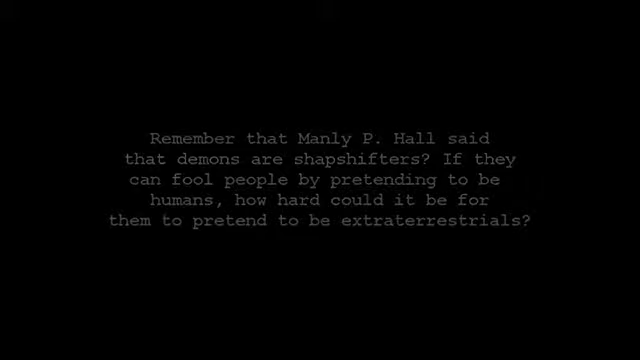 Remember that Manly P. Hall said
that demons are shapshifters? If they
can fool people by pretending to be
humans, how hard could it be for
them to pretend to be extraterrestrials?